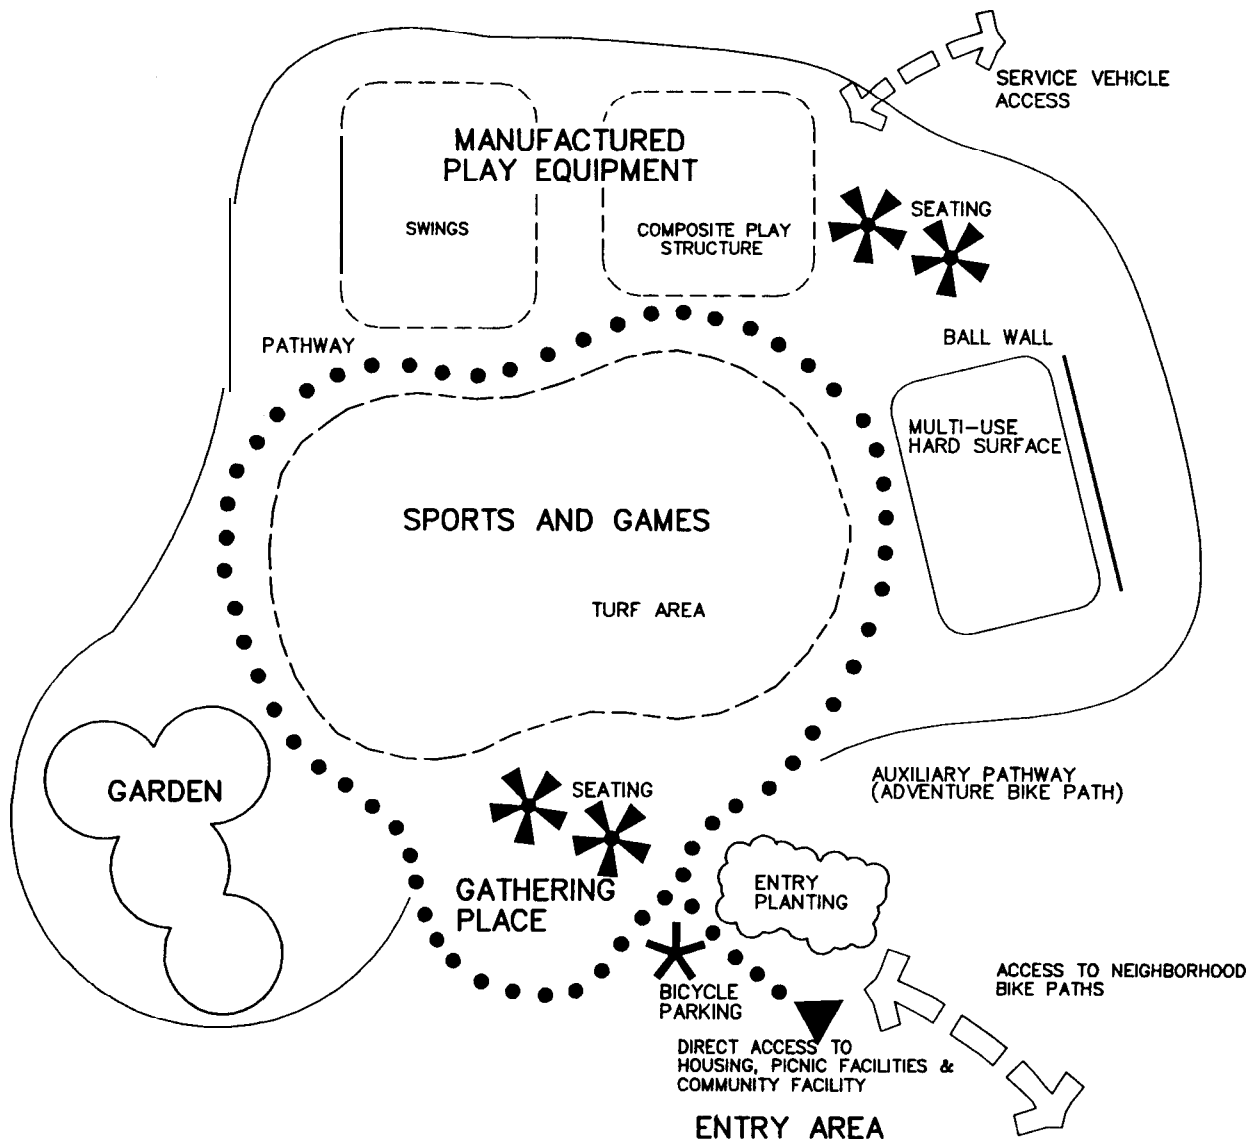 SERVICE VEHICLE
ACCESS
MANUFACTURED
PLAY EQUIPMENT
SWINGS
COMPOSITE PLAY
STRUCTURE
SEATING
PATHWAY
BALL WALL
MULTI-USE
HARD SURFACE
SPORTS AND GAMES
TURF AREA
GARDEN
SEATING
AUXILIARY PATHWAY
(ADVENTURE BIKE PATH)
GATHERING
PLACE
ENTRY
PLANTING
BICYCLE
PARKING
ACCESS TO NEIGHBORHOOD
BIKE PATHS
DIRECT ACCESS TO
HOUSING, PICNIC FACILITIES &
COMMUNITY FACILITY
ENTRY AREA